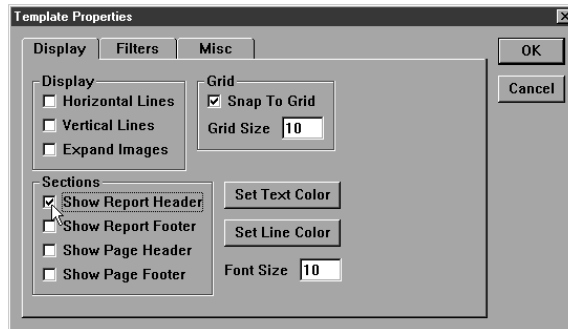 Template Properties
Display Filters Misc
OK
Cancel
Display
Horizontal Lines
Vertical Lines
Expand Images
Grid
Snap To Grid
Grid Size 10
Sections
Show Report Header
Show Report Footer
Show Page Header
Show Page Footer
Set Text Color
Set Line Color
Font Size 10